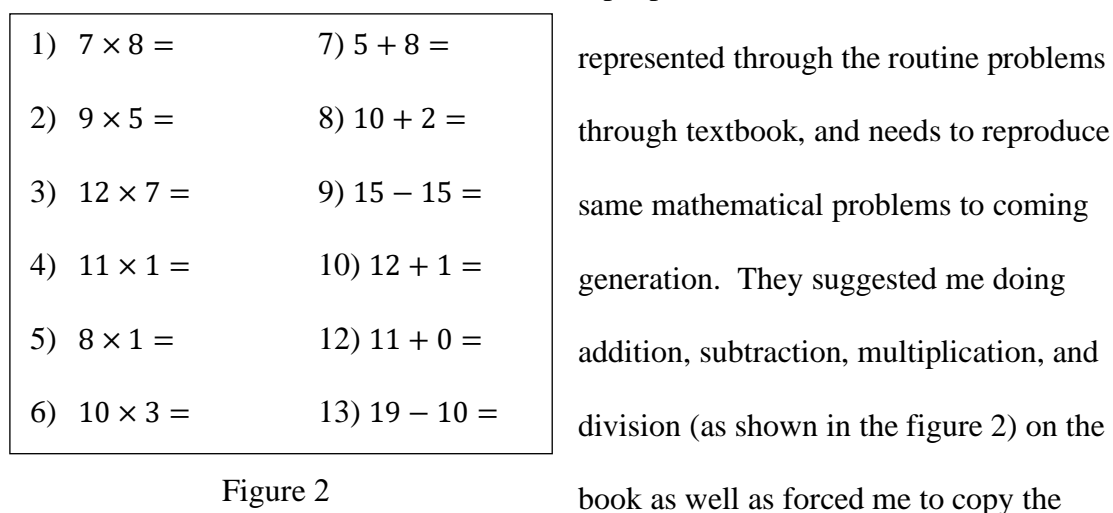 1) 7 × 8 =
2) 9 × 5 =
3) 12 × 7 =
4) 11 × 1 =
5) 8 × 1 =
6) 10 × 3 =
7) 5 + 8 =
8) 10 + 2 =
9) 15 − 15 =
10) 12 + 1 =
12) 11 + 0 =
13) 19 − 10 =
Figure 2
represented through the routine problems
through textbook, and needs to reproduce
same mathematical problems to coming
generation. They suggested me doing
addition, subtraction, multiplication, and
division (as shown in the figure 2) on the
book as well as forced me to copy the